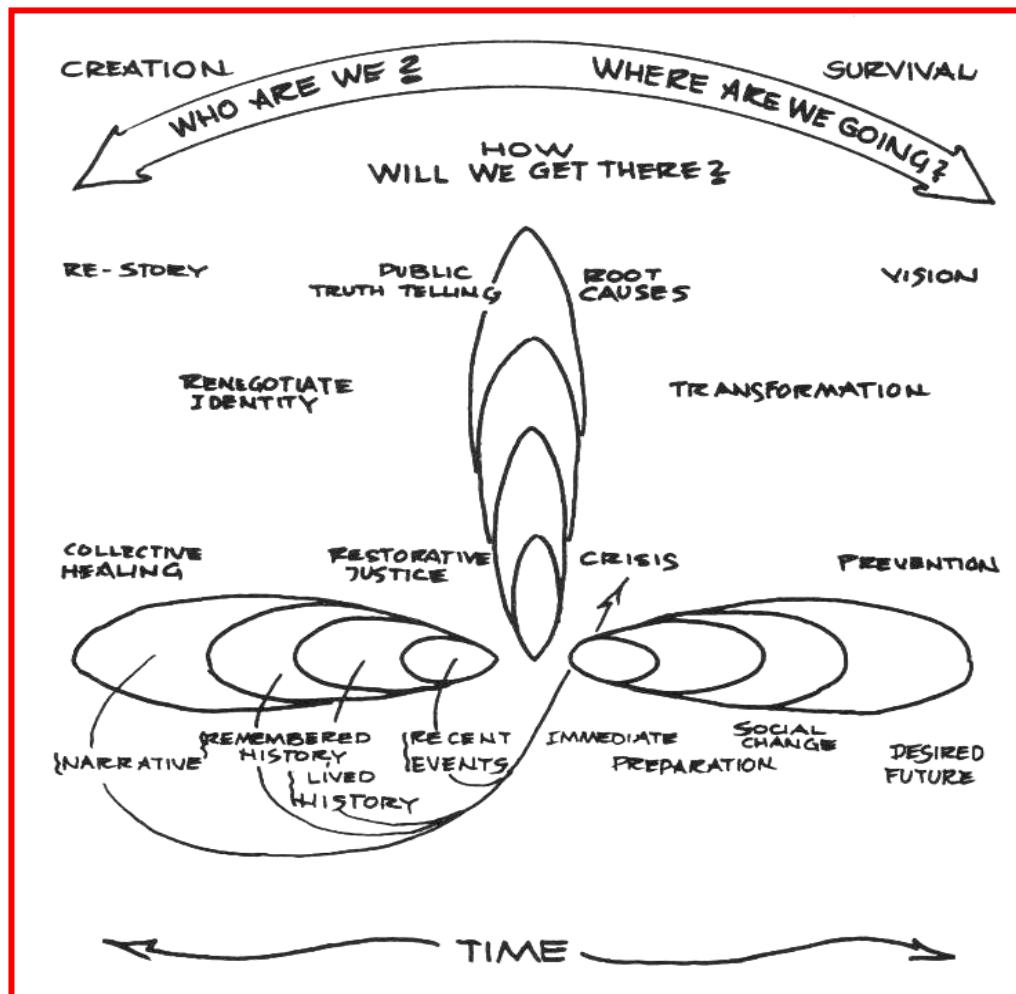 CREATION
SURVIVAL
WHO ARE WE?
WHERE ARE WE GOING?
HOW
WILL WE GET THERE?
RE-STORY
PUBLIC
TRUTH TELLING
ROOT
CAUSES
VISION
RENEGOTIATE
IDENTITY
TRANSFORMATION
COLLECTIVE
HEALING
RESTORATIVE
JUSTICE
CRISIS
PREVENTION
{NARRATIVE
{REMEMBERED
HISTORY
{LIVED
HISTORY
{RECENT
EVENTS
IMMEDIATE
PREPARATION
SOCIAL
CHANGE
DESIRED
FUTURE
TIME